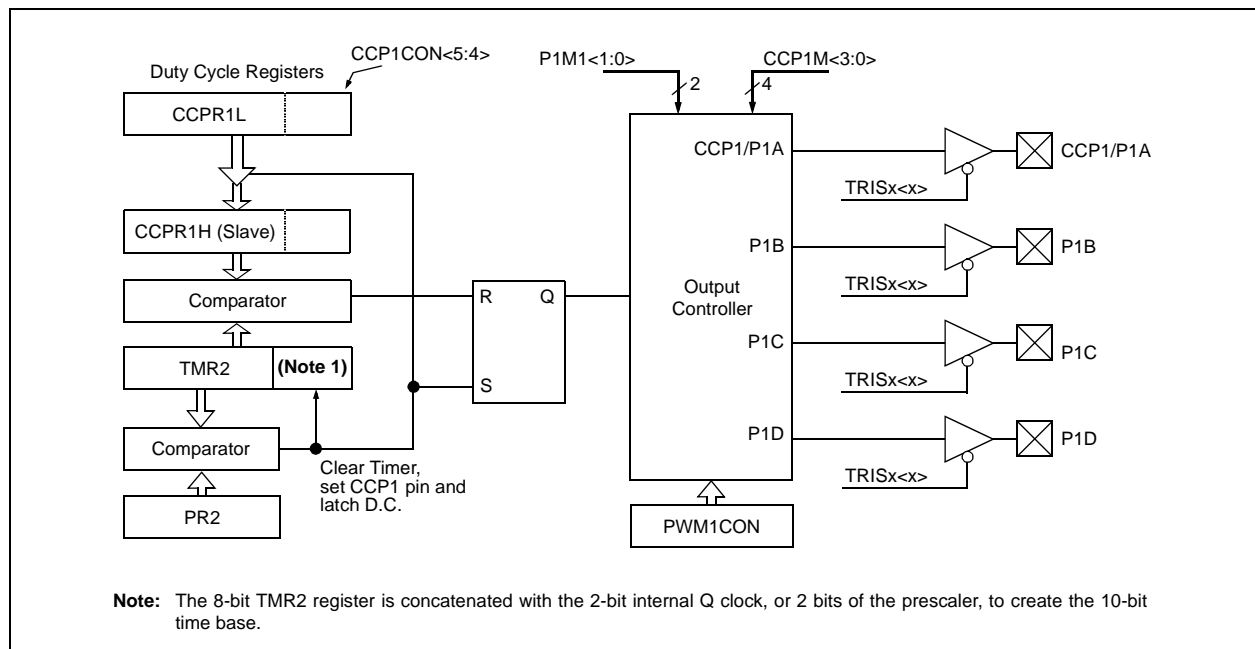 CCP1CON<5:4>
Duty Cycle Registers
CCPR1L
CCPR1H (Slave)
Comparator
TMR2
(Note 1)
Comparator
PR2
Clear Timer,
set CCP1 pin and
latch D.C.
R
Q
S
P1M1<1:0>
2
CCP1M<3:0>
4
CCP1/P1A
P1B
Output
Controller
P1C
P1D
PWM1CON
TRISx<x>
CCP1/P1A
TRISx<x>
P1B
TRISx<x>
P1C
TRISx<x>
P1D
Note: The 8-bit TMR2 register is concatenated with the 2-bit internal Q clock, or 2 bits of the prescaler, to create the 10-bit
time base.